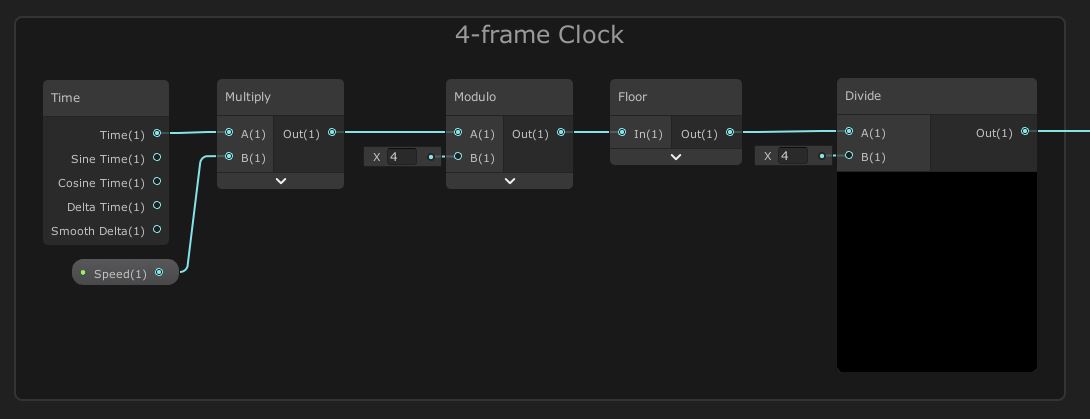 4-frame Clock
Time
Time(1)
Sine Time(1)
Cosine Time(1)
Delta Time(1)
Smooth Delta(1)
Speed(1)
Multiply
A(1) Out(1)
B(1)
X 4
Modulo
A(1) Out(1)
B(1)
Floor
In(1) Out(1)
X 4
Divide
A(1) Out(1)
B(1)